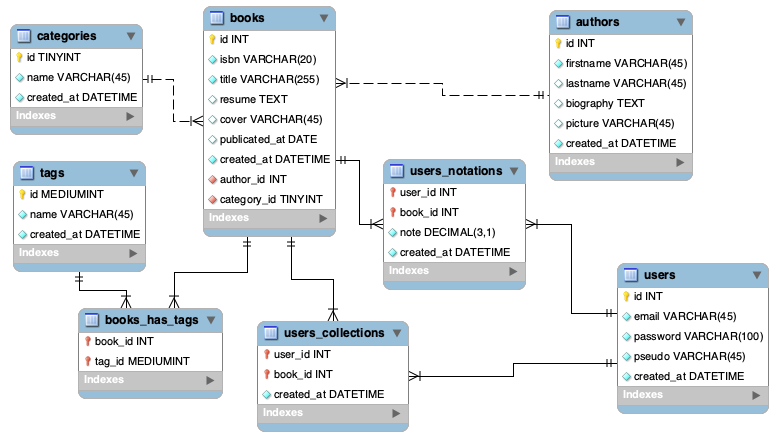 categories
id TINYINT
name VARCHAR(45)
created_at DATETIME
Indexes
books
id INT
isbn VARCHAR(20)
title VARCHAR(255)
resume TEXT
cover VARCHAR(45)
publicated_at DATE
created_at DATETIME
author_id INT
category_id TINYINT
Indexes
authors
id INT
firstname VARCHAR(45)
lastname VARCHAR(45)
biography TEXT
picture VARCHAR(45)
created_at DATETIME
Indexes
tags
id MEDIUMINT
name VARCHAR(45)
created_at DATETIME
Indexes
users_notations
user_id INT
book_id INT
note DECIMAL(3,1)
created_at DATETIME
Indexes
users
id INT
email VARCHAR(45)
password VARCHAR(100)
pseudo VARCHAR(45)
created_at DATETIME
Indexes
books_has_tags
book_id INT
tag_id MEDIUMINT
Indexes
users_collections
user_id INT
book_id INT
created_at DATETIME
Indexes